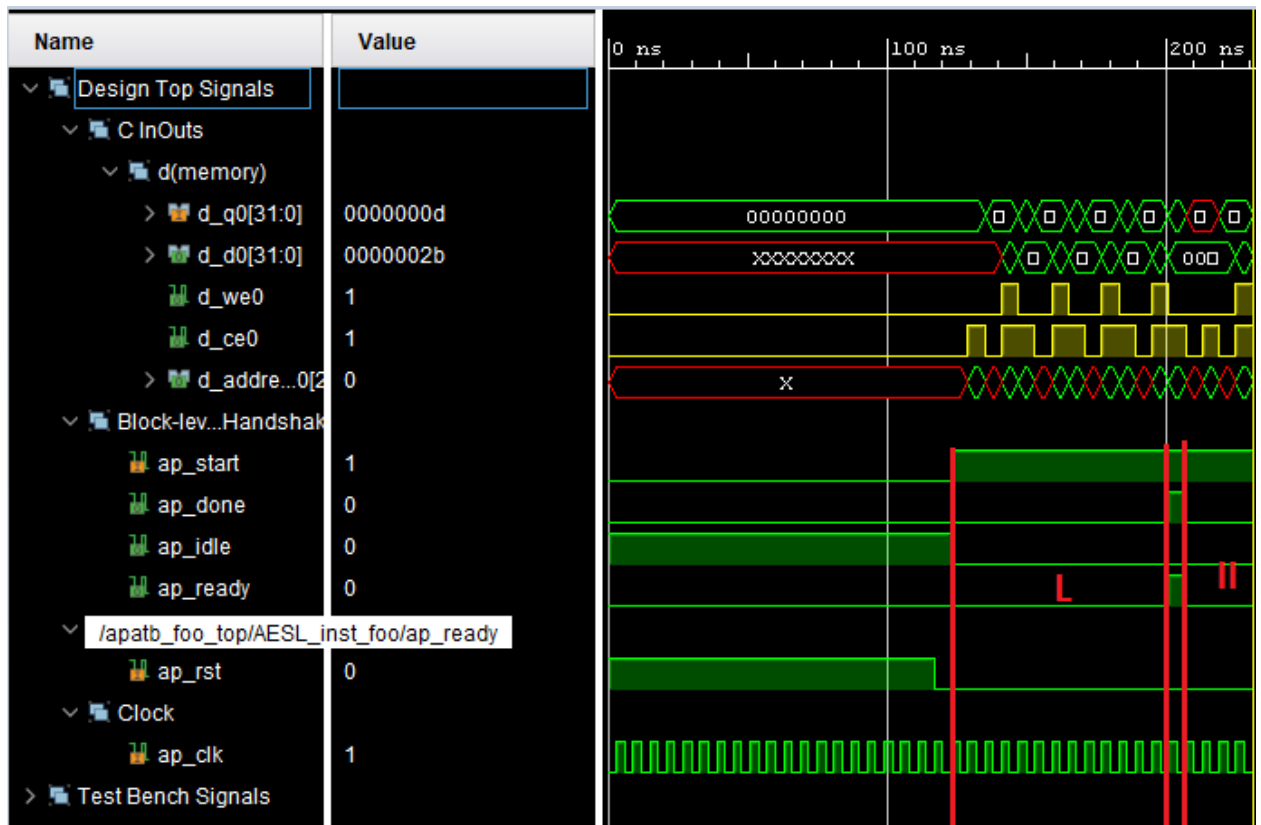 Name Value 0 ns 100 ns 200 ns
Design Top Signals
C InOuts
d(memory)
d_q0[31:0] 0000000d 00000000
d_d0[31:0] 0000002b XXXXXXXX 00
d_we0 1
d_ce0 1
d_addre...0[2 0 X
Block-lev...Handshak
ap_start 1
ap_done 0
ap_idle 0
ap_ready 0
L II
/apatb_foo_top/AESL_inst_foo/ap_ready
ap_rst 0
Clock
ap_clk 1
Test Bench Signals